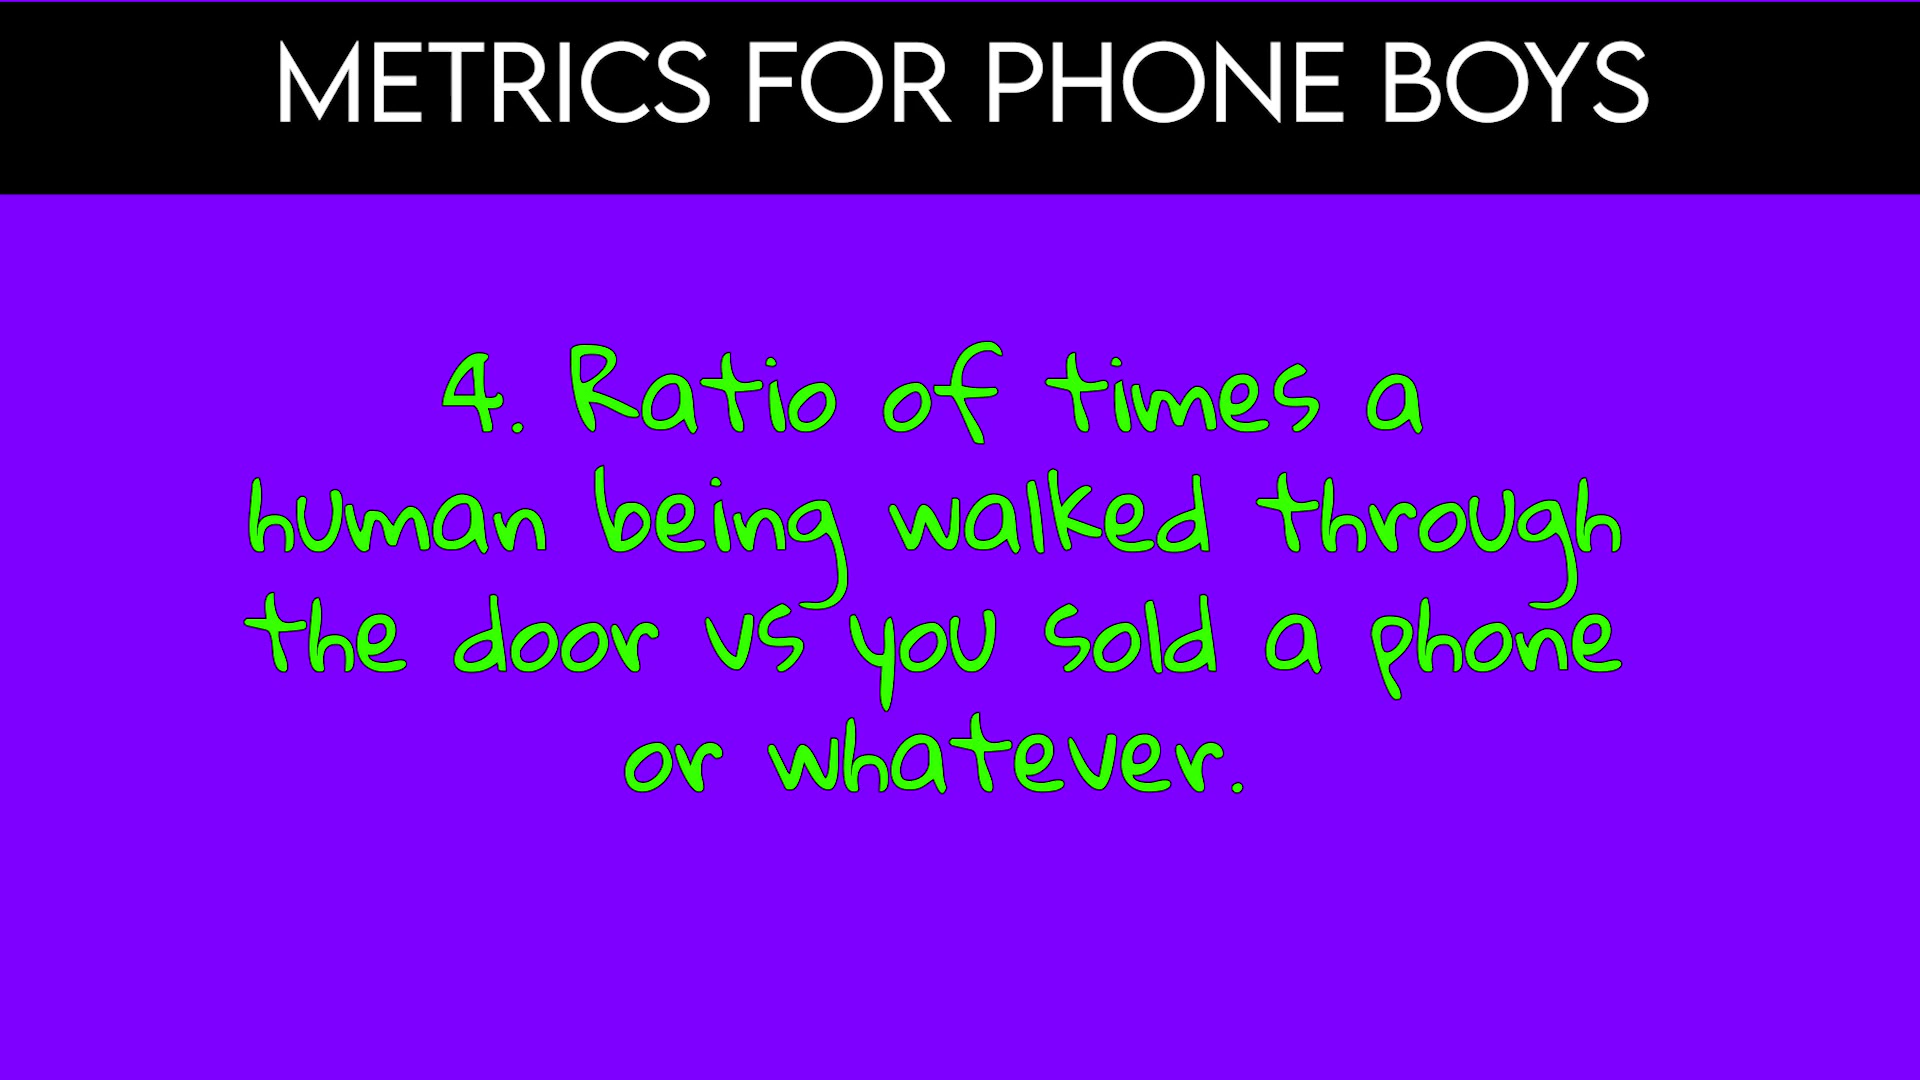 METRICS FOR PHONE BOYS
4. Ratio of times a
human being walked through
the door vs you sold a phone
or whatever.